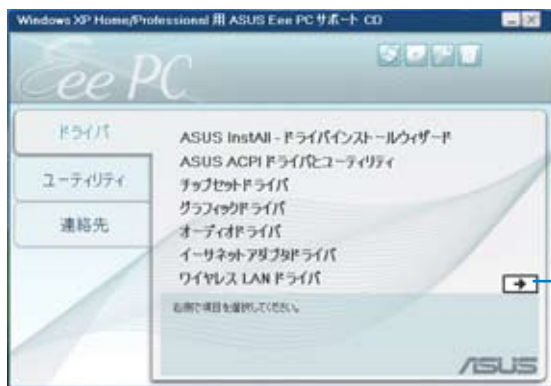 Windows XP Home/Professional 用 ASUS Eee PC サポート CD
Eee PC
ドライバ
ユーティリティ
連絡先
ASUS InstAll - ドライバインストールウィザード
ASUS ACPI ドライバとユーティリティ
チップセットドライバ
グラフィックドライバ
オーディオドライバ
イーサネットアダプタドライバ
ワイヤレス LAN ドライバ
右側で項目を選択してください。
ASUS